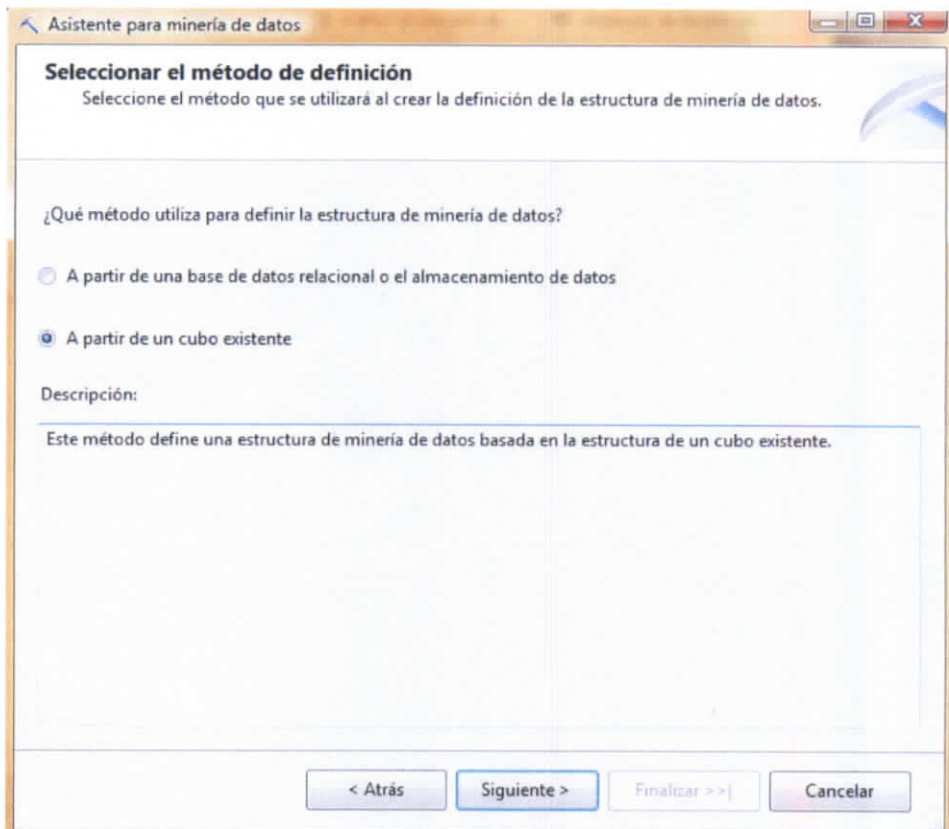 Asistente para minería de datos
Seleccionar el método de definición
Seleccione el método que se utilizará al crear la definición de la estructura de minería de datos.
¿Qué método utiliza para definir la estructura de minería de datos?
A partir de una base de datos relacional o el almacenamiento de datos
A partir de un cubo existente
Descripción:
Este método define una estructura de minería de datos basada en la estructura de un cubo existente.
< Atrás
Siguiente >
Finalizar >>|
Cancelar